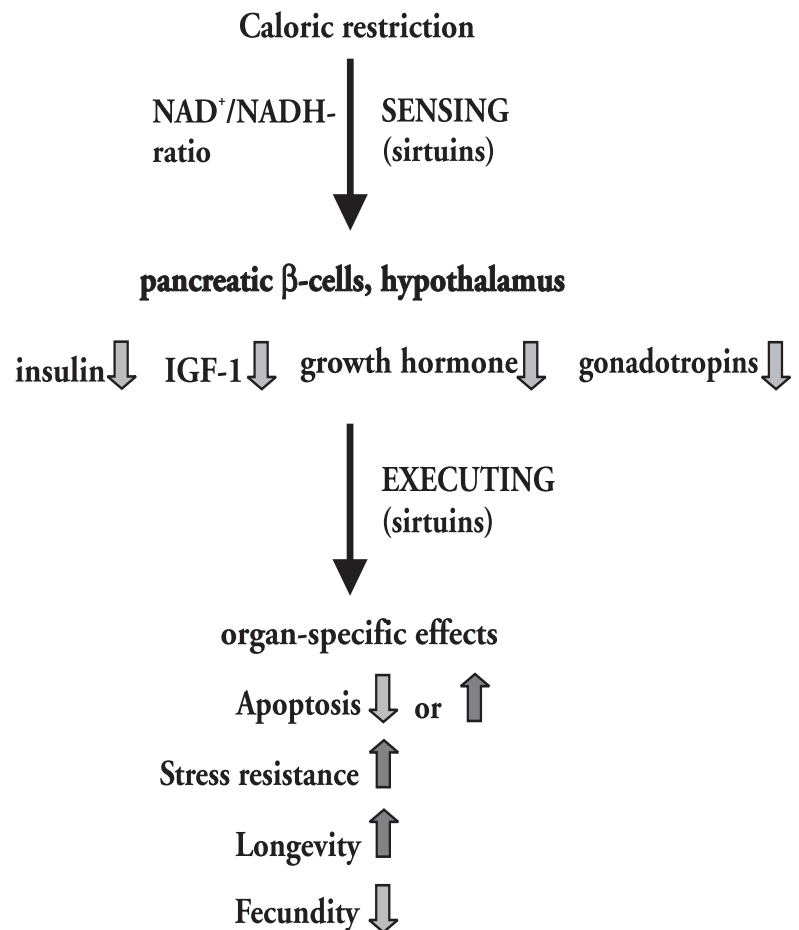 Caloric restriction
NAD⁺/NADH- SENSING
ratio (sirtuins)
pancreatic β-cells, hypothalamus
insulin IGF-1 growth hormone gonadotropins
EXECUTING
(sirtuins)
organ-specific effects
Apoptosis or
Stress resistance
Longevity
Fecundity